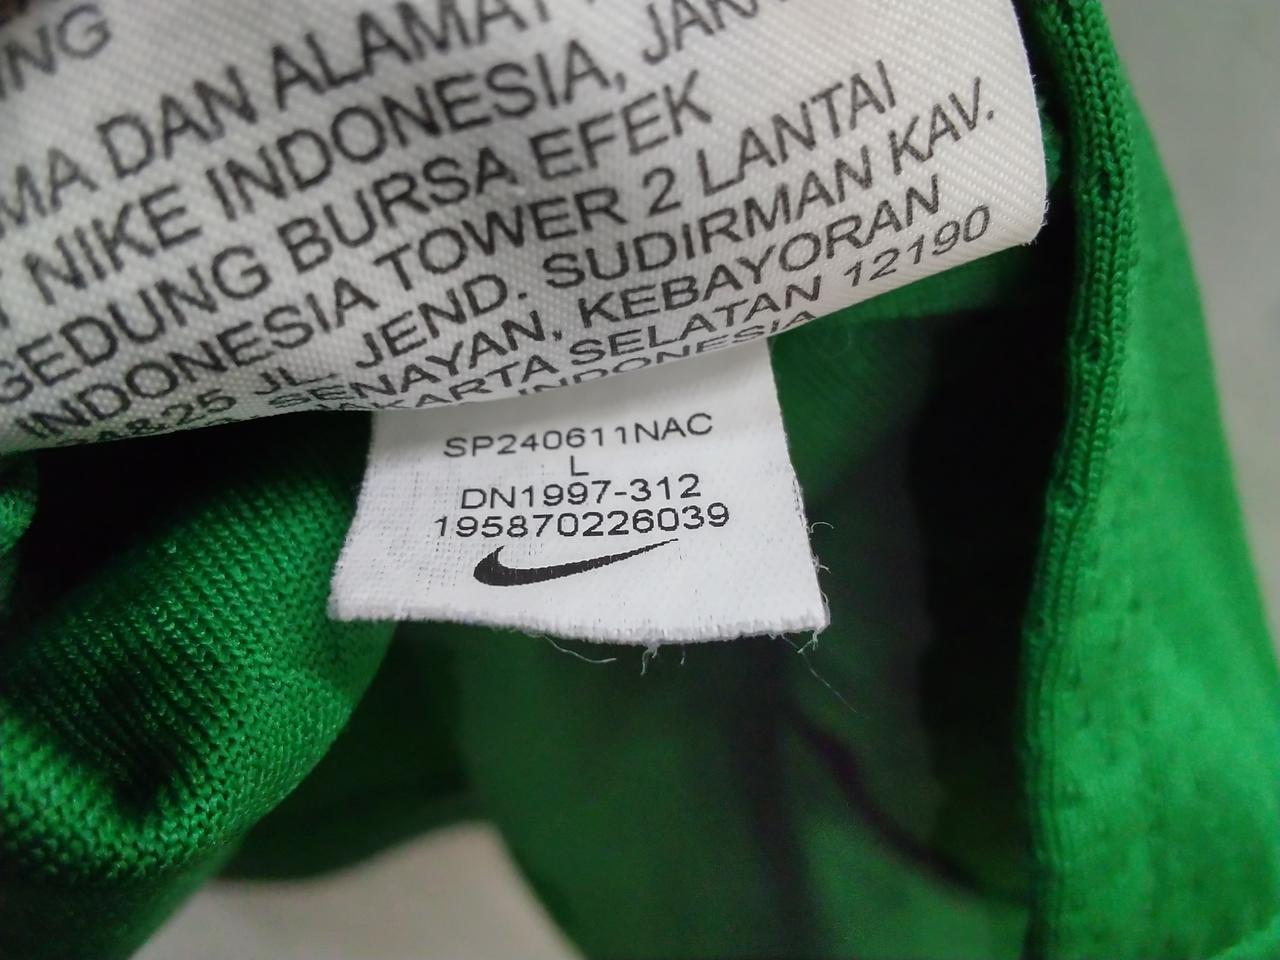 ING
MA DAN ALAMAT
NIKE INDONESIA,
GEDUNG BURSA EFEK
INDONESIA TOWER 2 LANTAI
JL. JEND. SUDIRMAN KAV.
SENAYAN, KEBAYORAN
JAKARTA SELATAN 12190
INDONESIA
SP240611NAC
L
DN1997-312
195870226039